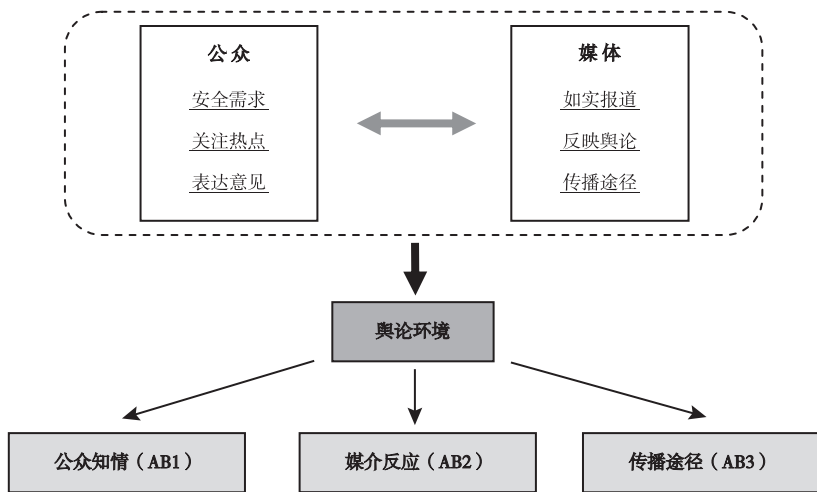 公众
安全需求
关注热点
表达意见
媒体
如实报道
反映舆论
传播途径
舆论环境
公众知情（AB1）
媒介反应（AB2）
传播途径（AB3）